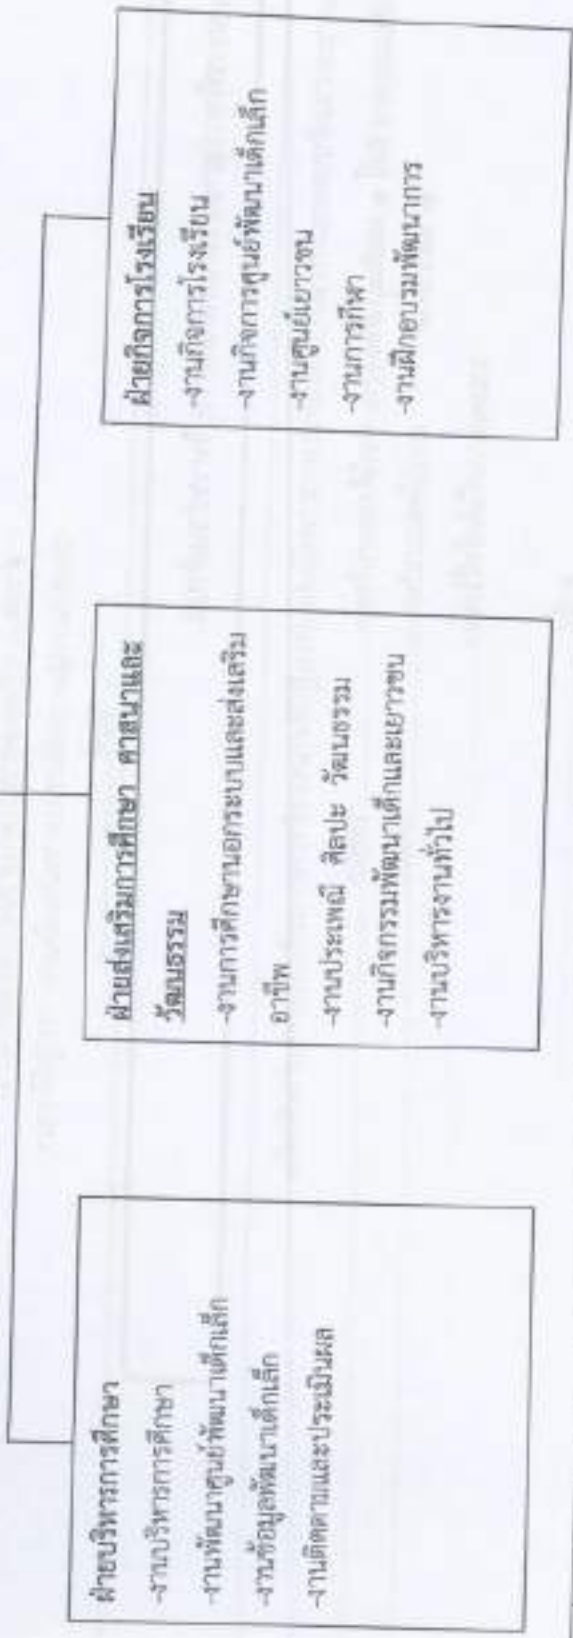 ฝ่ายบริหารการศึกษา
-งานบริหารการศึกษา
-งานพัฒนาศูนย์พัฒนาเด็กเล็ก
-งานข้อมูลพัฒนาเด็กเล็ก
-งานติดตามและประเมินผล
ฝ่ายส่งเสริมการศึกษา ศาสนาและ
วัฒนธรรม
-งานการศึกษานอกระบบและส่งเสริม
อาชีพ
-งานประเพณี ศิลปะ วัฒนธรรม
-งานกิจกรรมพัฒนาเด็กและเยาวชน
-งานบริหารงานทั่วไป
ฝ่ายกิจการโรงเรียน
-งานกิจการโรงเรียน
-งานกิจการศูนย์พัฒนาเด็กเล็ก
-งานศูนย์เยาวชน
-งานการกีฬา
-งานฝึกอบรมพัฒนาการ